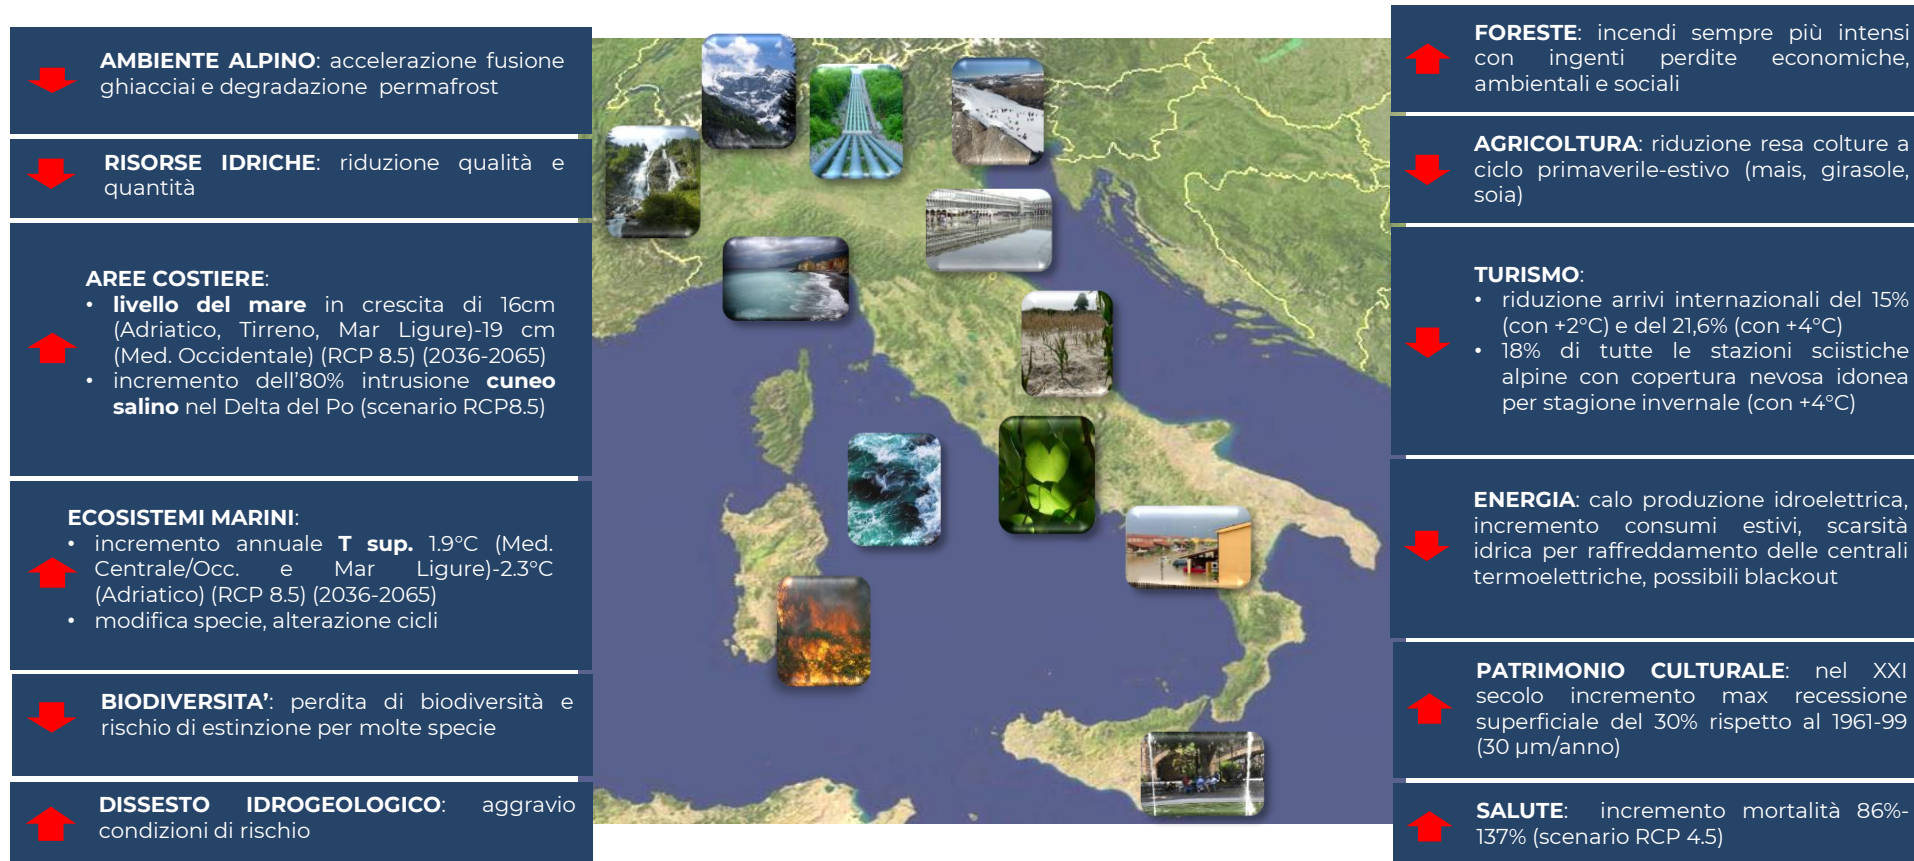 AMBIENTE ALPINO: accelerazione fusione
ghiacciai e degradazione permafrost
RISORSE IDRICHE: riduzione qualità e
quantità
AREE COSTIERE:
• livello del mare in crescita di 16cm
(Adriatico, Tirreno, Mar Ligure)-19 cm
(Med. Occidentale) (RCP 8.5) (2036-2065)
• incremento dell'80% intrusione cuneo
salino nel Delta del Po (scenario RCP8.5)
ECOSISTEMI MARINI:
• incremento annuale T sup. 1.9°C (Med.
Centrale/Occ. e Mar Ligure)-2.3°C
(Adriatico) (RCP 8.5) (2036-2065)
• modifica specie, alterazione cicli
BIODIVERSITA’: perdita di biodiversità e
rischio di estinzione per molte specie
DISSESTO IDROGEOLOGICO: aggravio
condizioni di rischio
FORESTE: incendi sempre più intensi
con ingenti perdite economiche,
ambientali e sociali
AGRICOLTURA: riduzione resa colture a
ciclo primaverile-estivo (mais, girasole,
soia)
TURISMO:
• riduzione arrivi internazionali del 15%
(con +2°C) e del 21,6% (con +4°C)
• 18% di tutte le stazioni sciistiche
alpine con copertura nevosa idonea
per stagione invernale (con +4°C)
ENERGIA: calo produzione idroelettrica,
incremento consumi estivi, scarsità
idrica per raffreddamento delle centrali
termoelettriche, possibili blackout
PATRIMONIO CULTURALE: nel XXI
secolo incremento max recessione
superficiale del 30% rispetto al 1961-99
(30 µm/anno)
SALUTE: incremento mortalità 86%-
137% (scenario RCP 4.5)